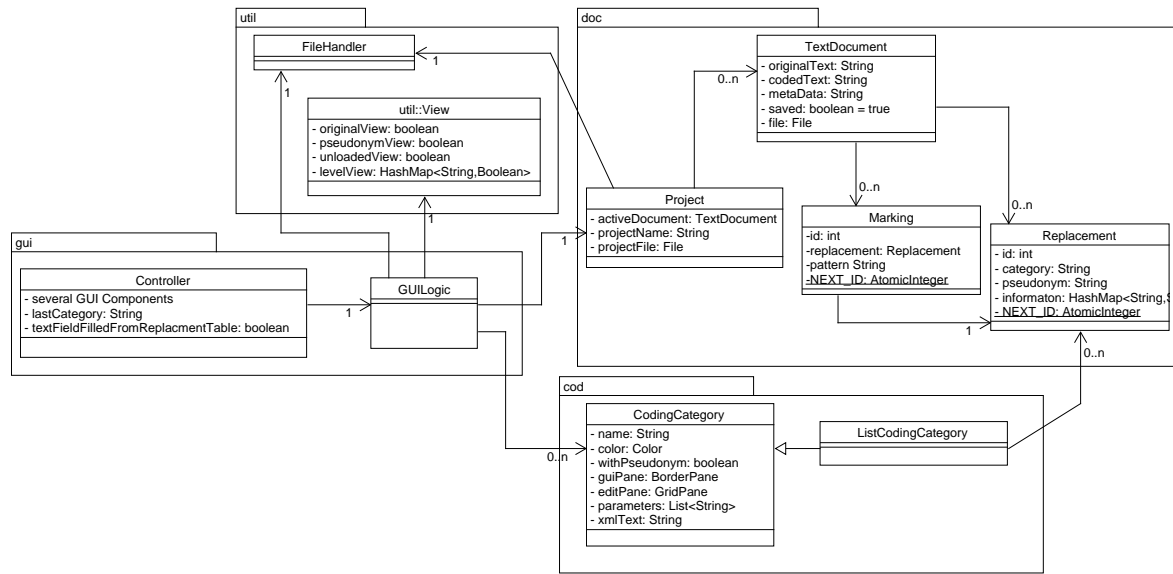 util
FileHandler
1
1
util::View
- originalView: boolean
- pseudonymView: boolean
- unloadedView: boolean
- levelView: HashMap<String,Boolean>
1
gui
Controller
- several GUI Components
- lastCategory: String
- textFieldFilledFromReplacmentTable: boolean
1
GUILogic
doc
TextDocument
- originalText: String
- codedText: String
- metaData: String
- saved: boolean = true
- file: File
0..n
Project
- activeDocument: TextDocument
- projectName: String
- projectFile: File
1
0..n
Marking
-id: int
-replacement: Replacement
-pattern String
-NEXT_ID: AtomicInteger
0..n
Replacement
- id: int
- category: String
- pseudonym: String
- informaton: HashMap<String,S
- NEXT_ID: AtomicInteger
1
0..n
cod
CodingCategory
- name: String
- color: Color
- withPseudonym: boolean
- guiPane: BorderPane
- editPane: GridPane
- parameters: List<String>
- xmlText: String
0..n
ListCodingCategory